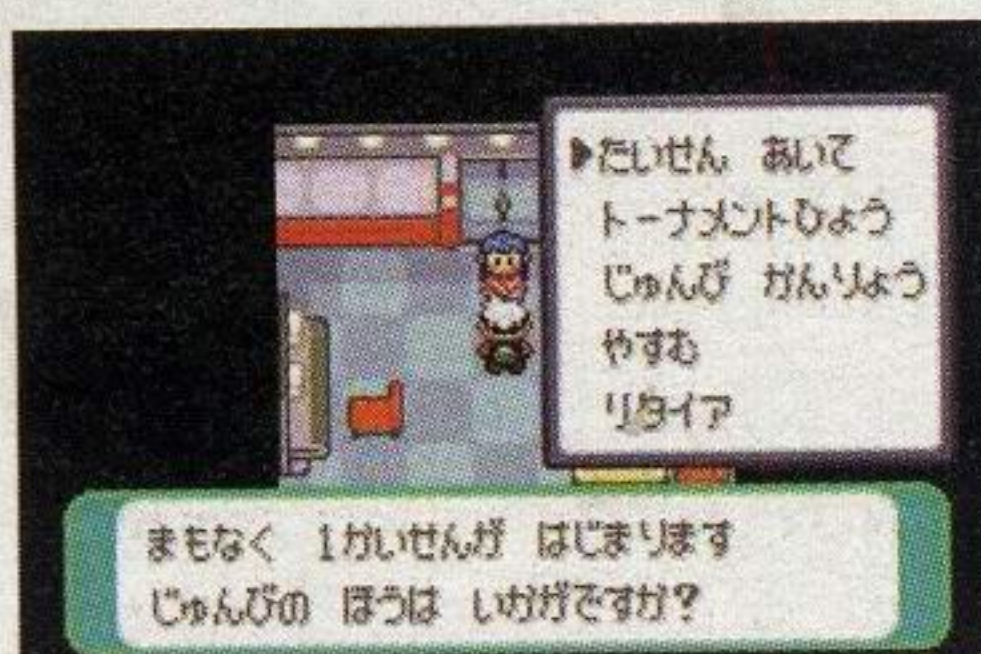 ▶たいせん あいて
トーナメントひょう
じゅんび かんりょう
やすむ
リタイア
まもなく 1かいせんが はじまります
じゅんびの ほうは いかがですか?